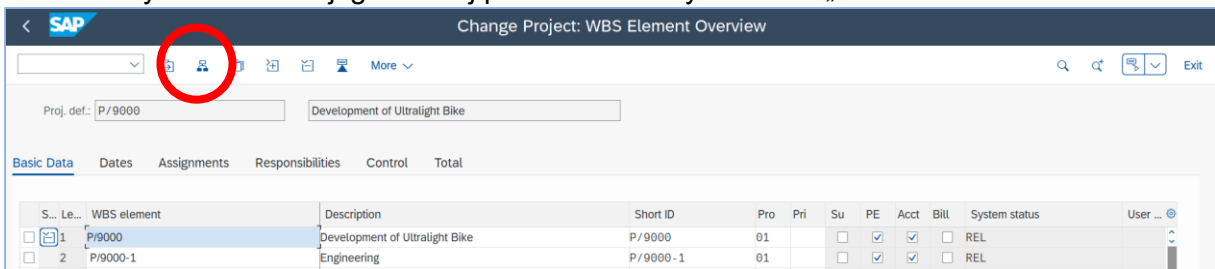 SAP
Change Project: WBS Element Overview
More
Exit
Proj. def.: P/9000 Development of Ultralight Bike
Basic Data Dates Assignments Responsibilities Control Total
S... Le... WBS element Description Short ID Pro Pri Su PE Acct Bill System status User ...
1 P/9000 Development of Ultralight Bike P/9000 01 REL
2 P/9000-1 Engineering P/9000-1 01 REL